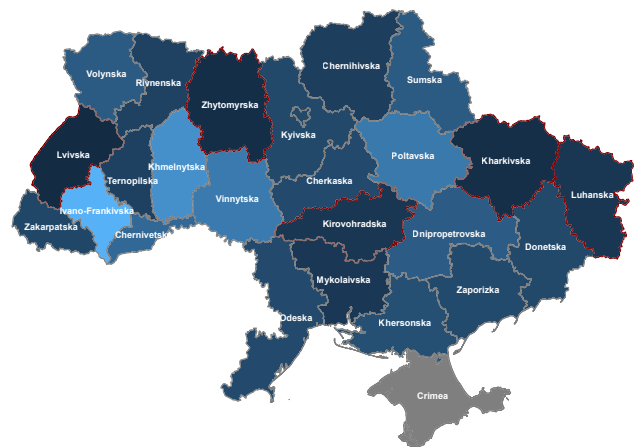 Chernihivska
Volynska
Rivnenska
Sumska
Zhytomyrska
Kyivska
Lvivska
Khmelnytska
Poltavska
Kharkivska
Ternopilska
Cherkaska
Luhanska
Vinnytska
Ivano-Frankivska
Zakarpatska
Chernivetsk
Kirovohradska
Dnipropetrovska
Donetska
Mykolaivska
Zaporizka
Odeska
Khersonska
Crimea